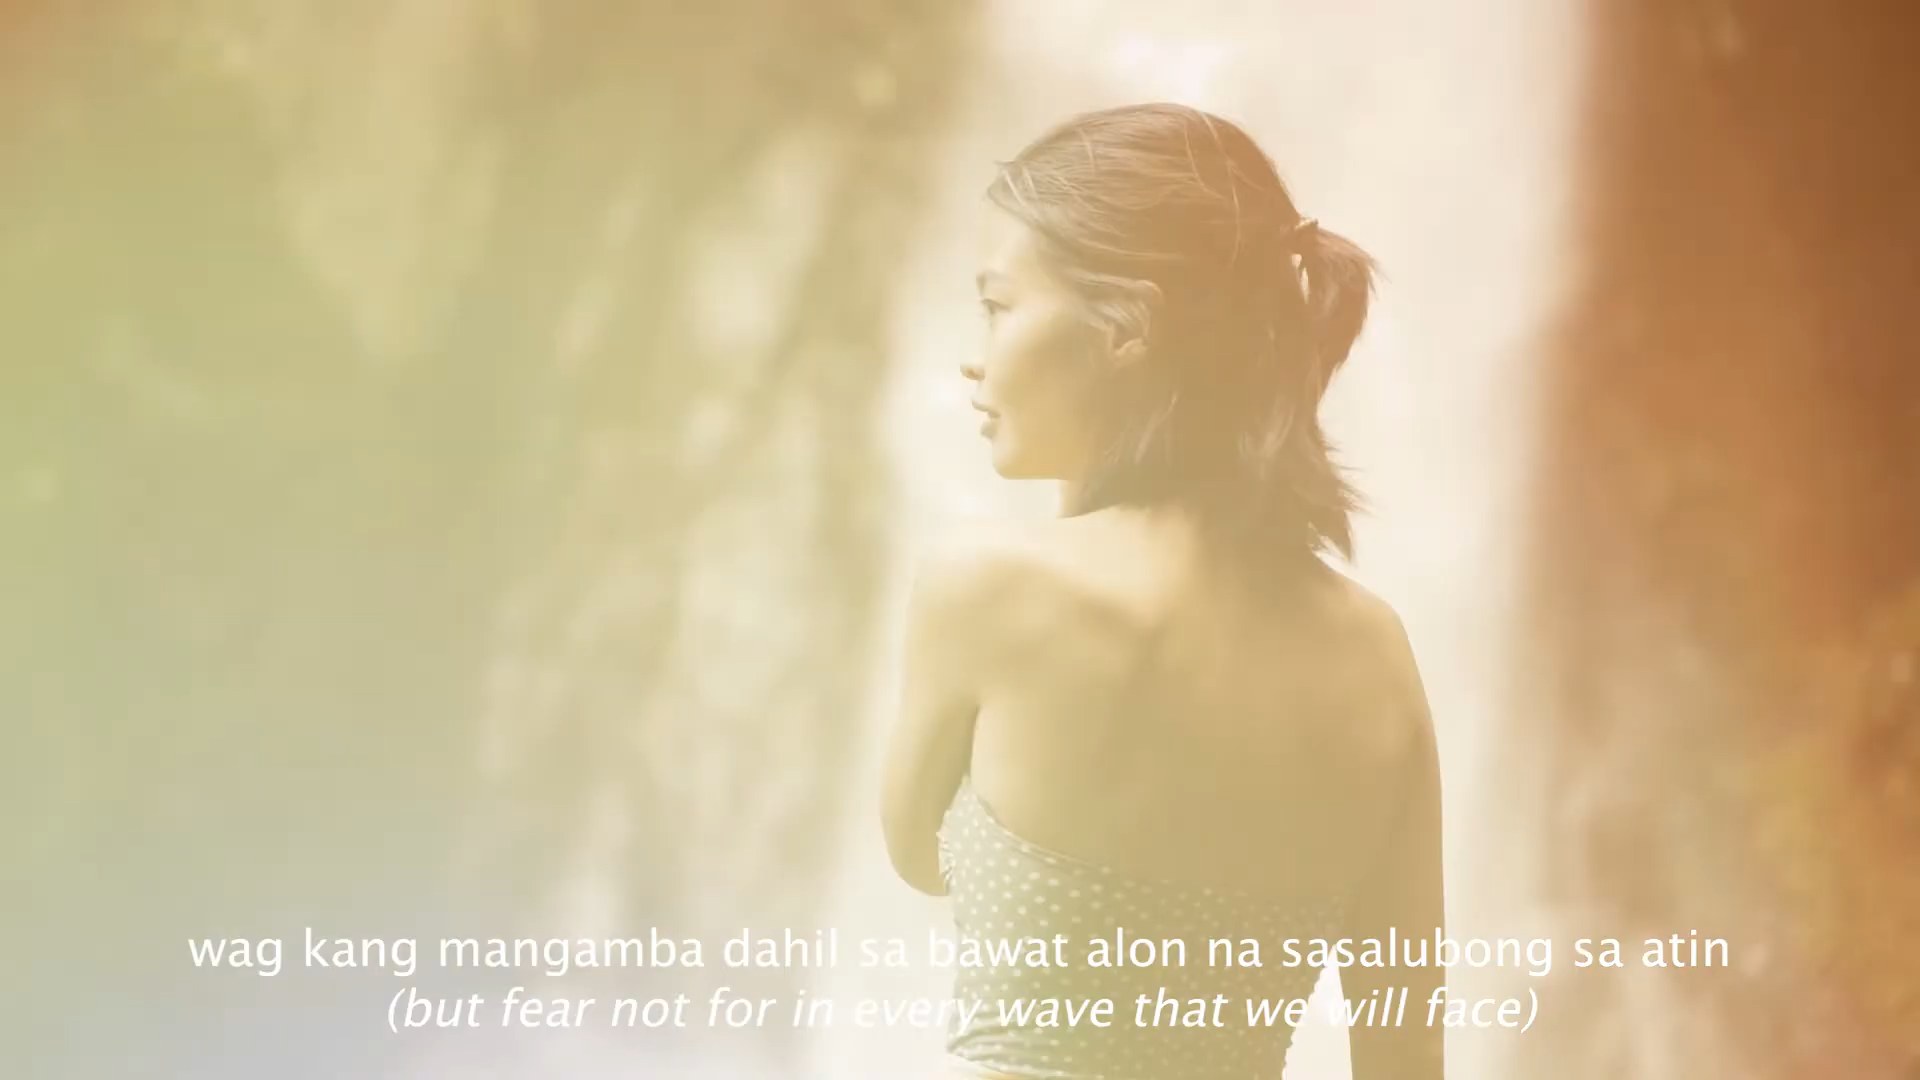 wag kang mangamba dahil sa bawat alon na sasalubong sa atin
(but fear not for in every wave that we will face)